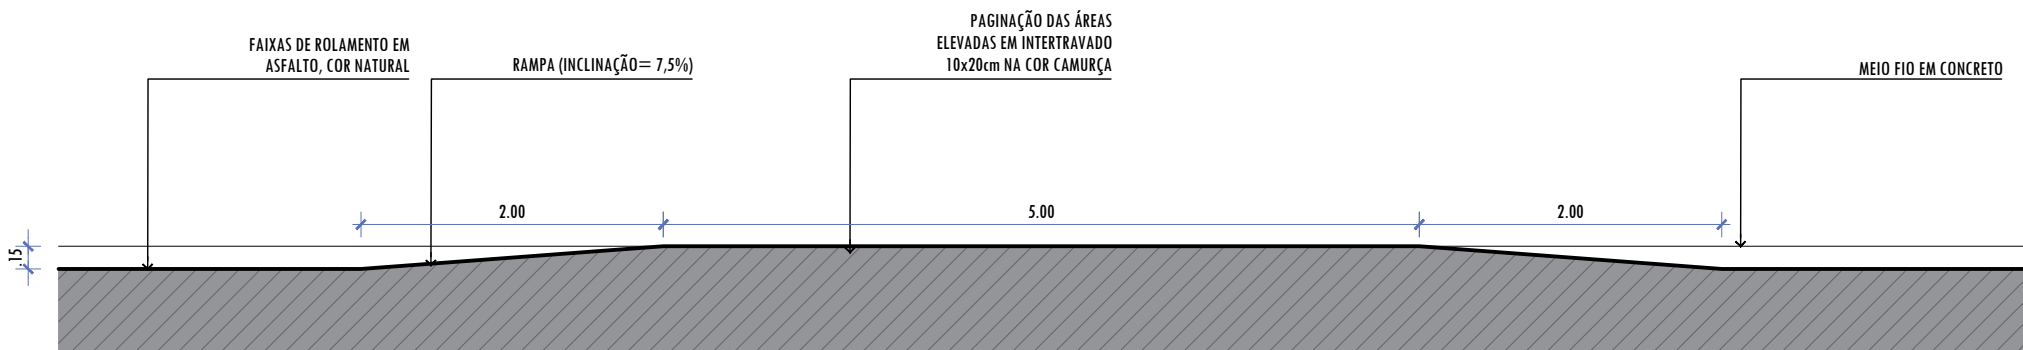 FAIXAS DE ROLAMENTO EM
ASFALTO, COR NATURAL
RAMPA (INCLINAÇÃO= 7,5%)
PAGINAÇÃO DAS ÁREAS
ELEVADAS EM INTERTRAVADO
10x20cm NA COR CAMURÇA
MEIO FIO EM CONCRETO
2.00
5.00
2.00
.15